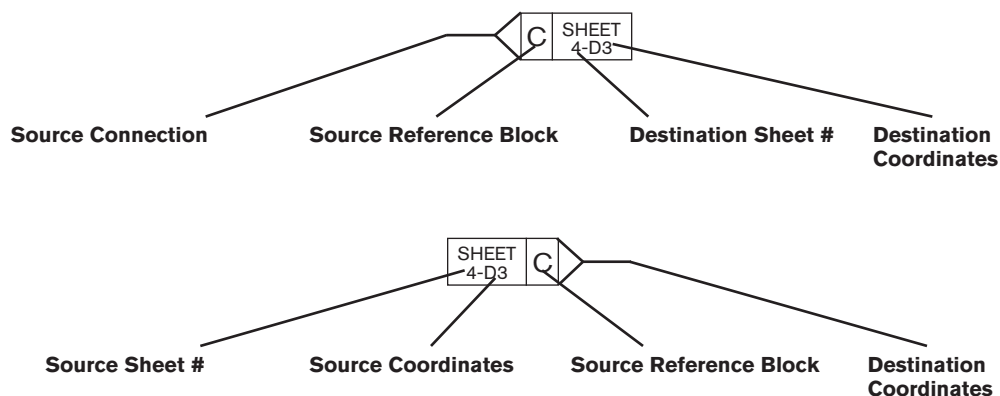 C
SHEET
4-D3
Source Connection
Source Reference Block
Destination Sheet #
Destination
Coordinates
SHEET
4-D3
C
Source Sheet #
Source Coordinates
Source Reference Block
Destination
Coordinates